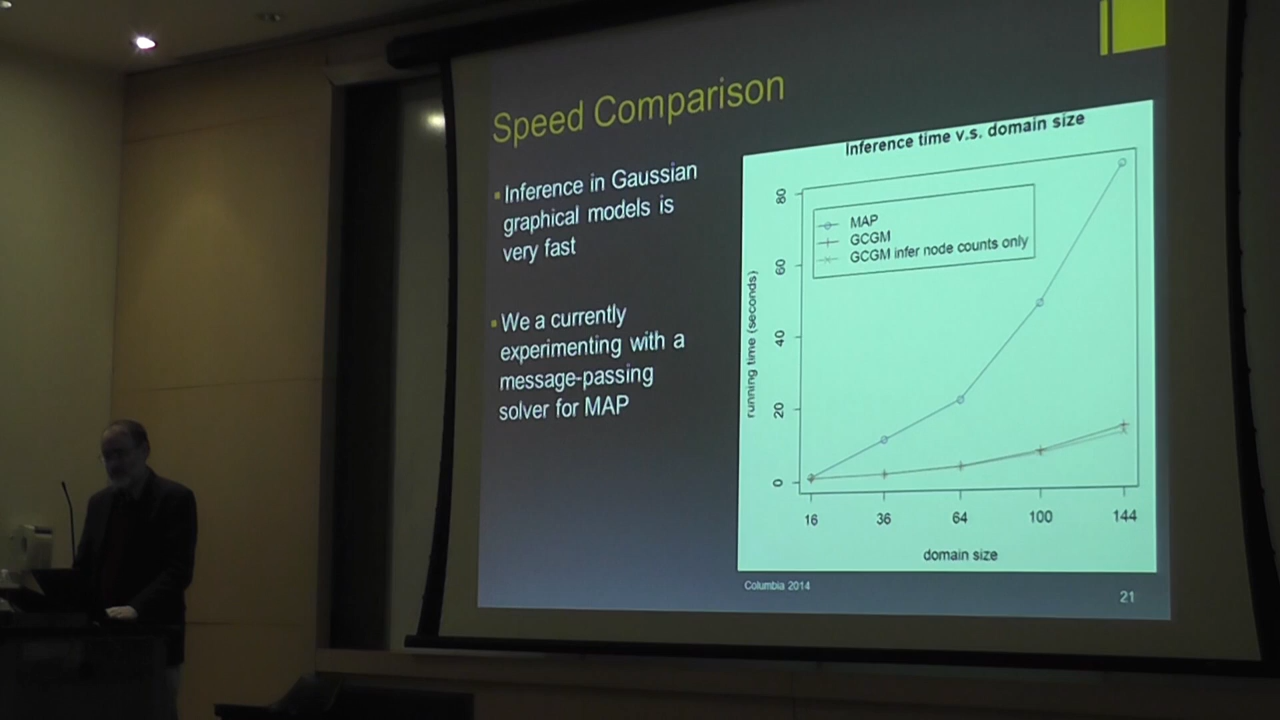 Speed Comparison
Inference in Gaussian
graphical models is
very fast
We a currently
experimenting with a
message-passing
solver for MAP
Inference time v.s. domain size
MAP
GCGM
GCGM infer node counts only
running time (seconds)
80
60
40
20
0
16 36 64 100 144
domain size
Columbia 2014
21